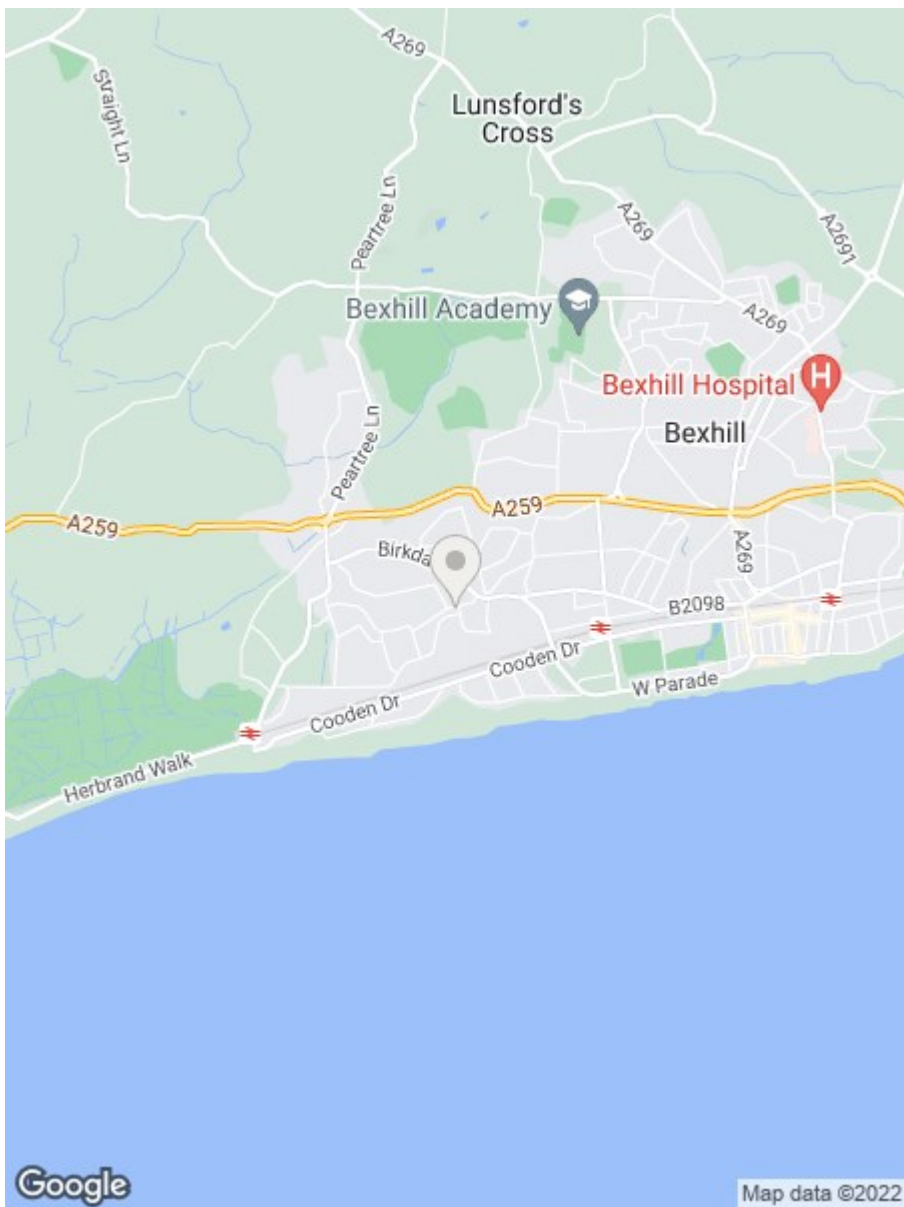 A269
Straight Ln
Lunsford's
Cross
Peartree Ln
A269
A2691
Bexhill Academy
A269
Bexhill Hospital
H
Bexhill
Peartree Ln
A259
A259
A269
B2098
Cooden Dr
W Parade
Cooden Dr
Herbrand Walk
Google
Map data ©2022